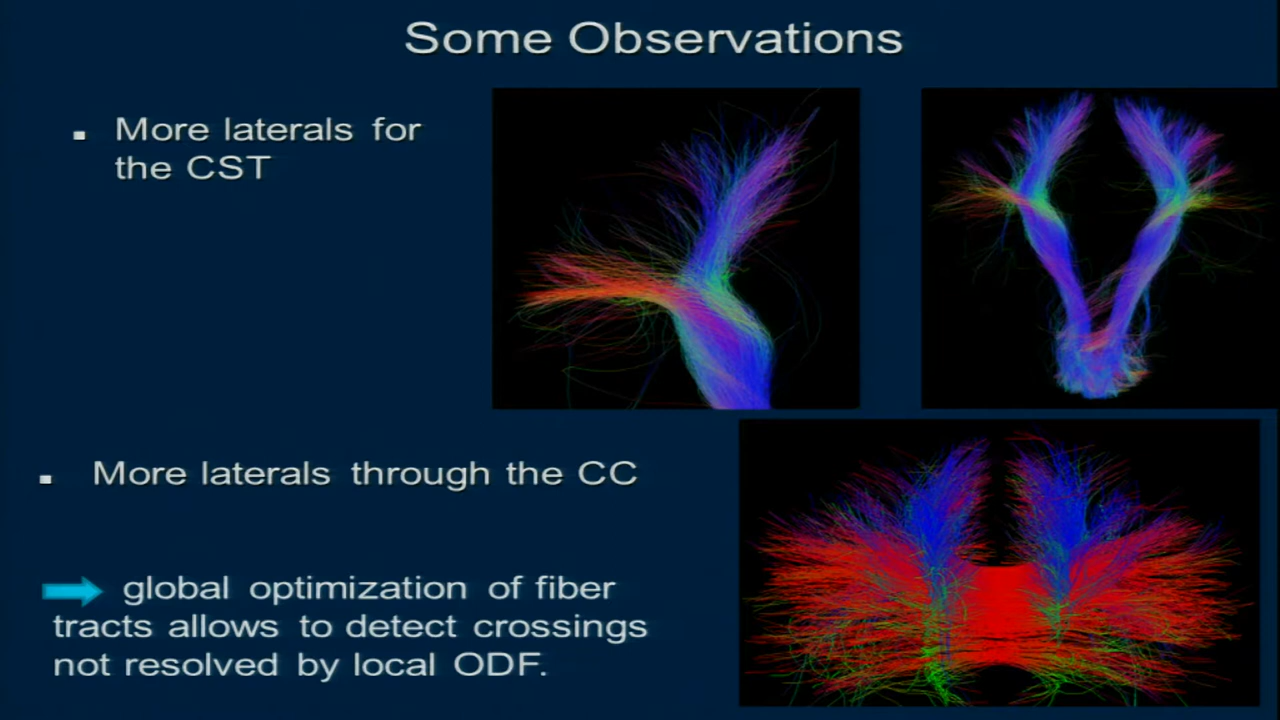 Some Observations
More laterals for
the CST
More laterals through the CC
global optimization of fiber
tracts allows to detect crossings
not resolved by local ODF.